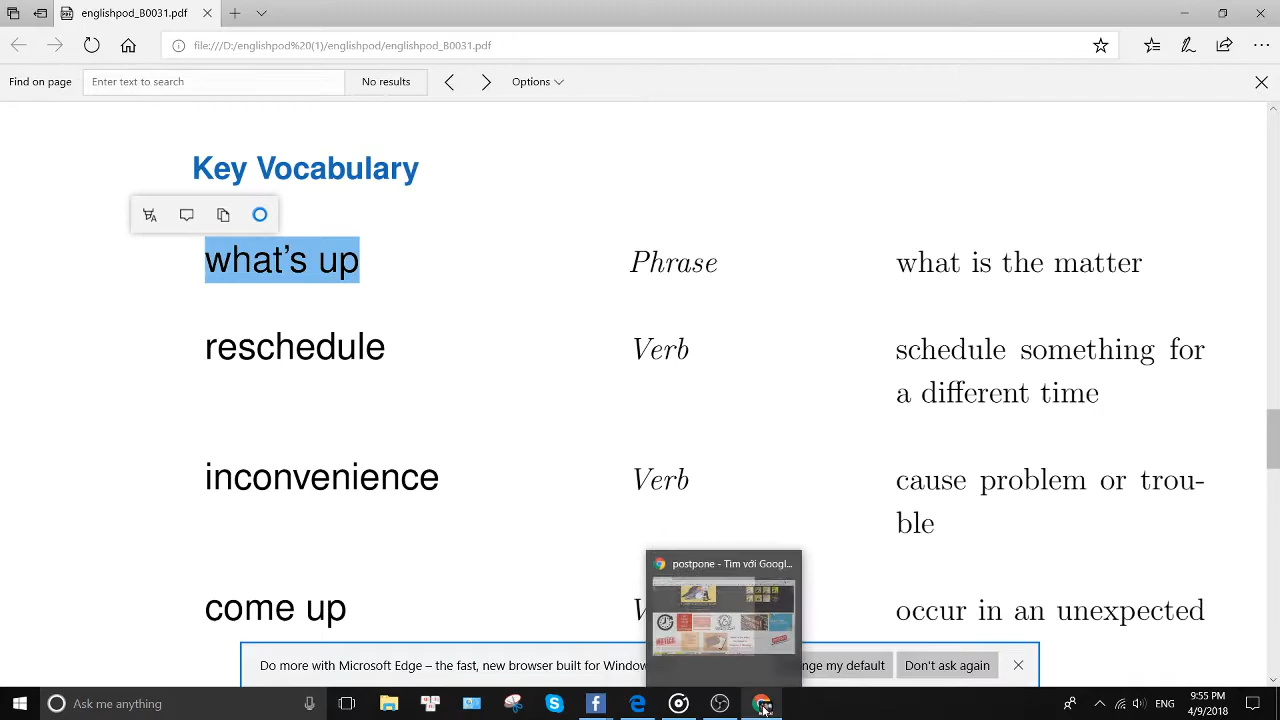 englishpod_B0031.pdf
file:///D:/englishpod%20(1)/englishpod/englishpod_B0031.pdf
Find on page
Enter text to search
No results
Options
Key Vocabulary
what's up Phrase what is the matter
reschedule Verb schedule something for
a different time
inconvenience Verb cause problem or trou-
ble
postpone - Tìm với Googl...
come up V occur in an unexpected
Do more with Microsoft Edge – the fast, new browser built for Window
nge my default
Don't ask again
Ask me anything
ENG
9:55 PM
4/9/2018